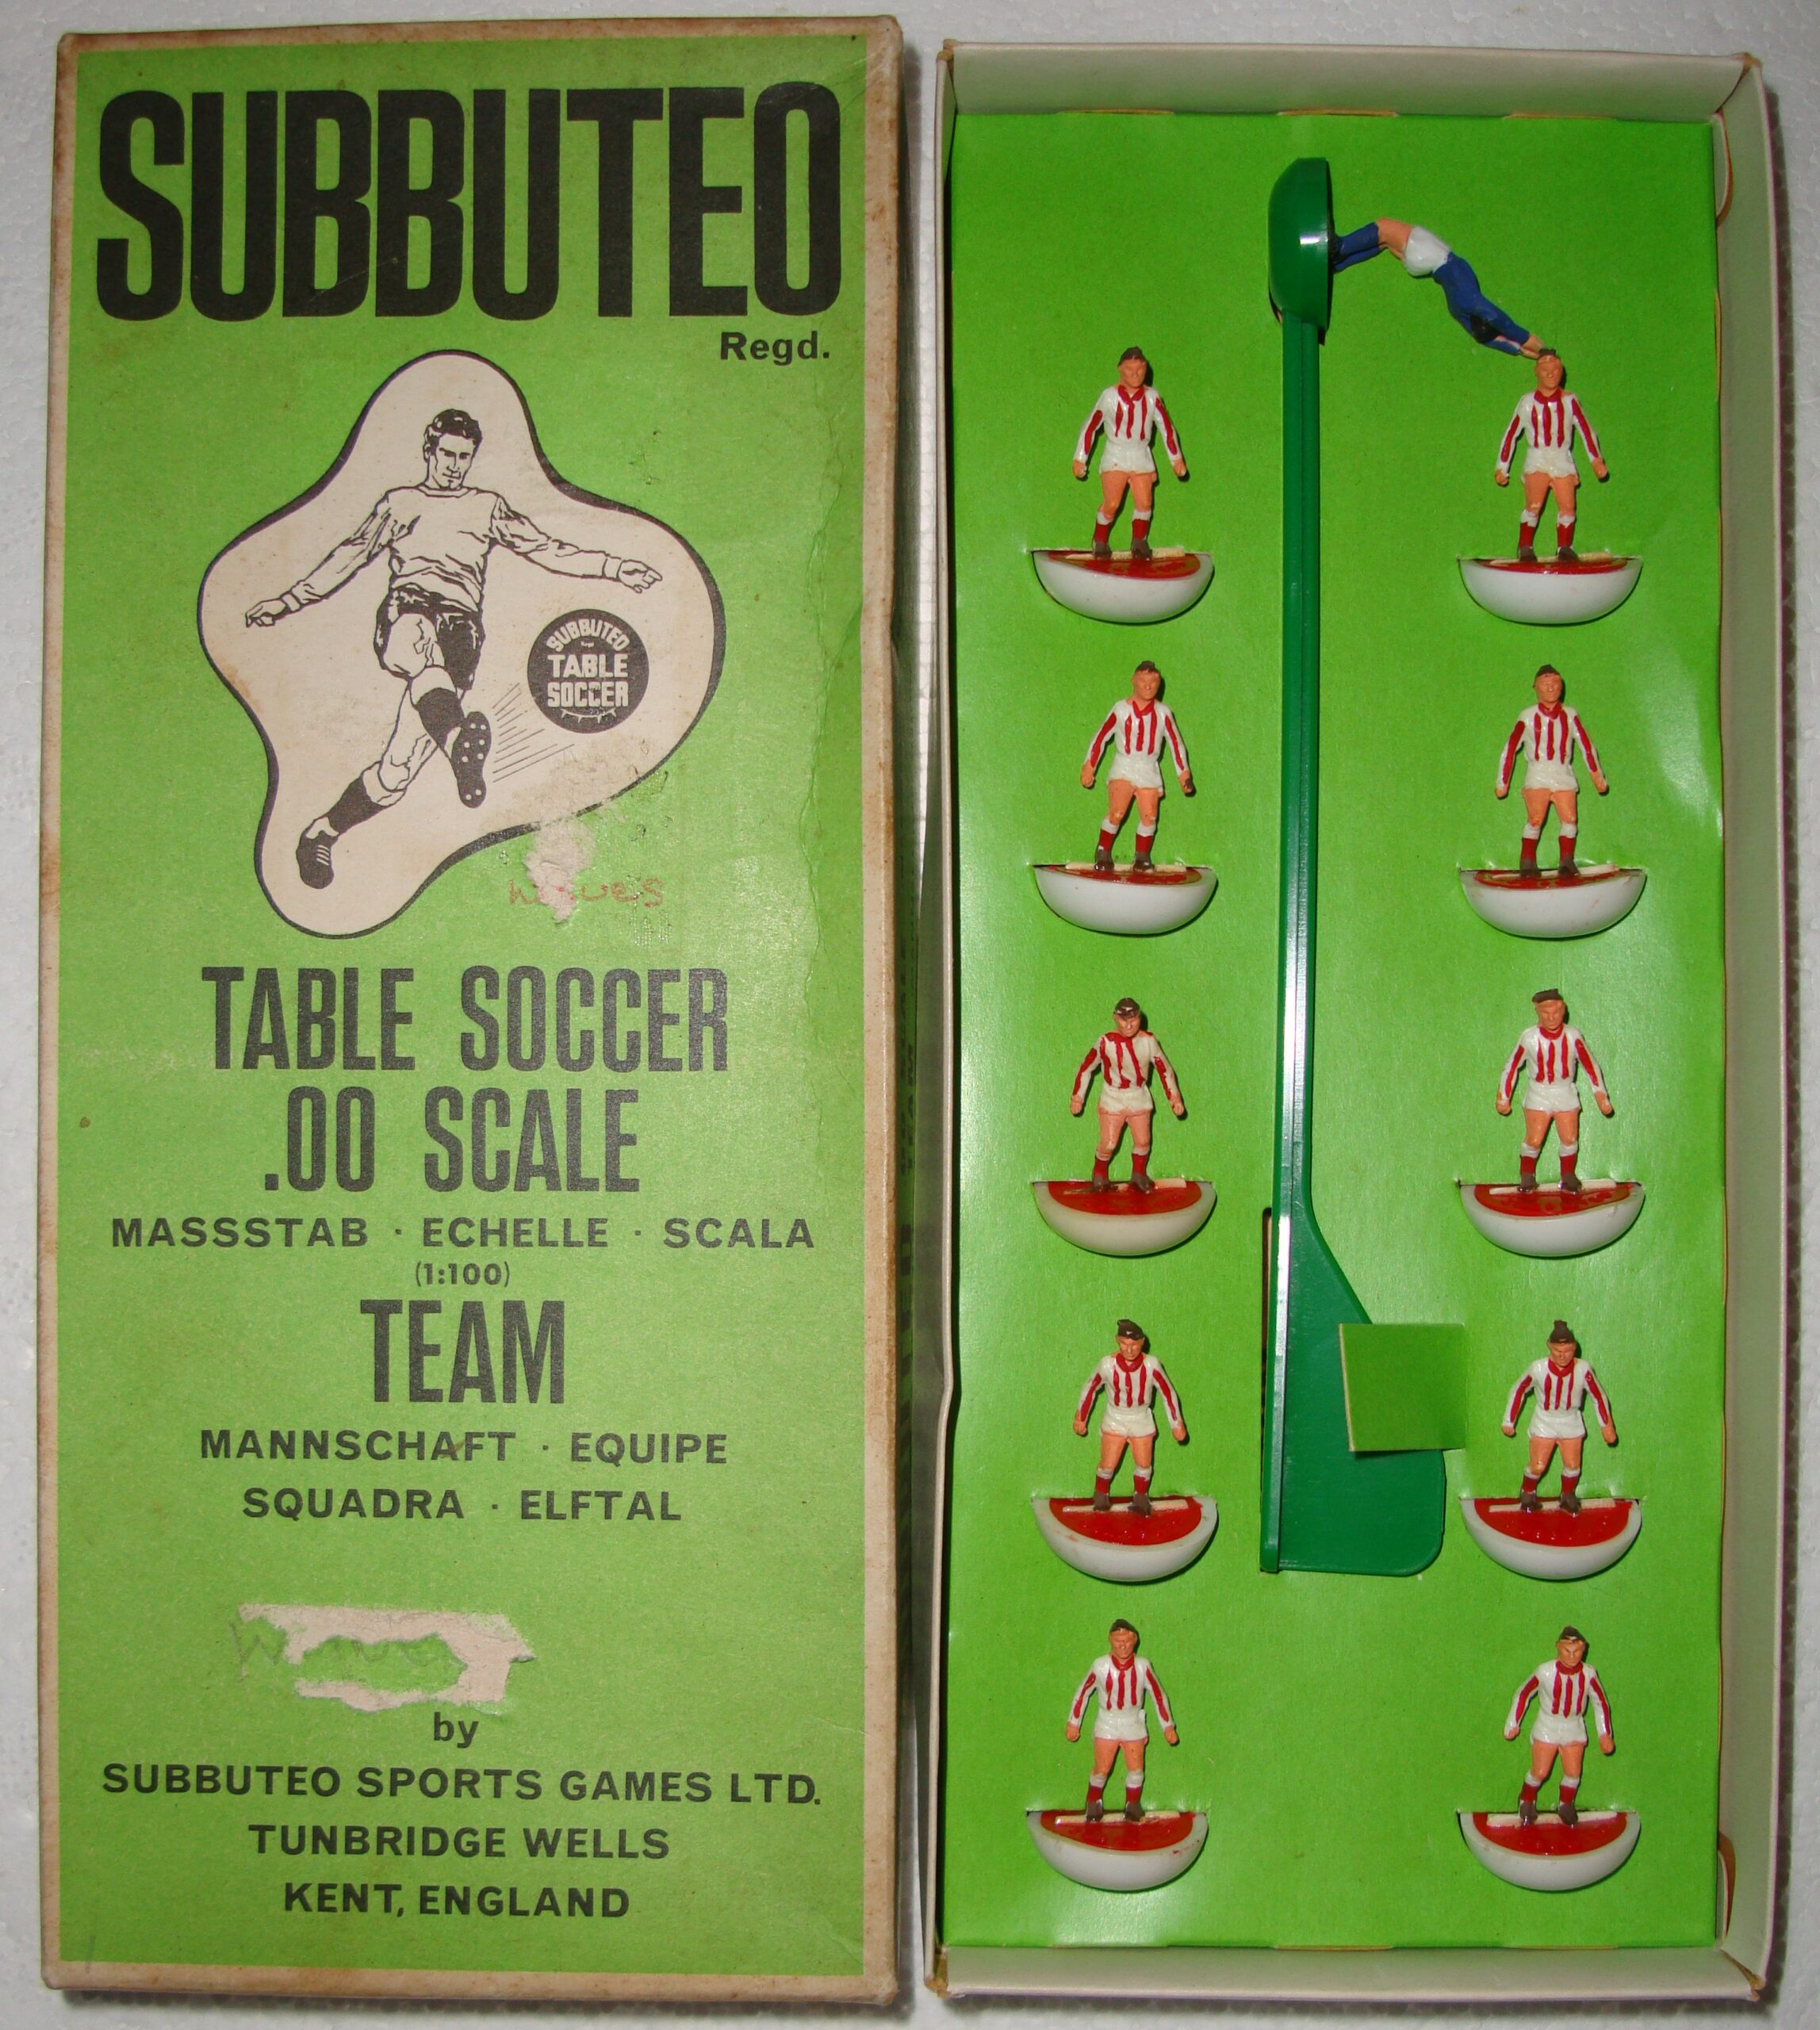 SUBBUTEO
Regd.
SUBBUTEO
TABLE
SOCCER
TABLE SOCCER
.00 SCALE
MASSSTAB · ECHELLE · SCALA
(1:100)
TEAM
MANNSCHAFT · EQUIPE
SQUADRA · ELFTAL
by
SUBBUTEO SPORTS GAMES LTD.
TUNBRIDGE WELLS
KENT, ENGLAND